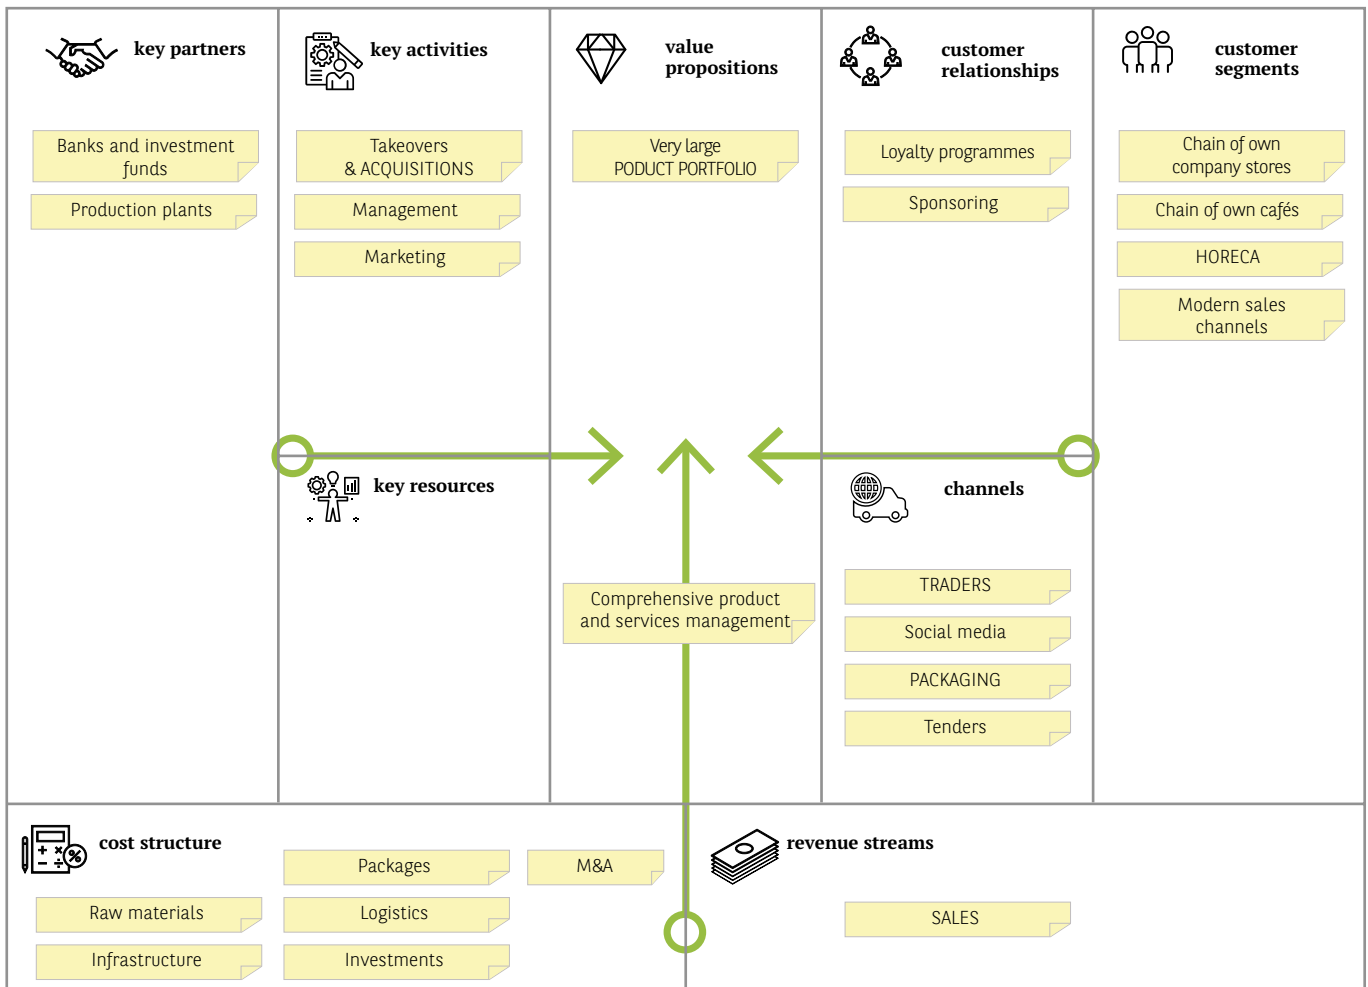 key partners
Banks and investment
funds
Production plants
key activities
Takeovers
& ACQUISITIONS
Management
Marketing
value
propositions
Very large
PODUCT PORTFOLIO
customer
relationships
Loyalty programmes
Sponsoring
customer
segments
Chain of own
company stores
Chain of own cafés
HORECA
Modern sales
channels
key resources
Comprehensive product
and services management
channels
TRADERS
Social media
PACKAGING
Tenders
cost structure
Raw materials
Infrastructure
Packages
Logistics
Investments
M&A
revenue streams
SALES